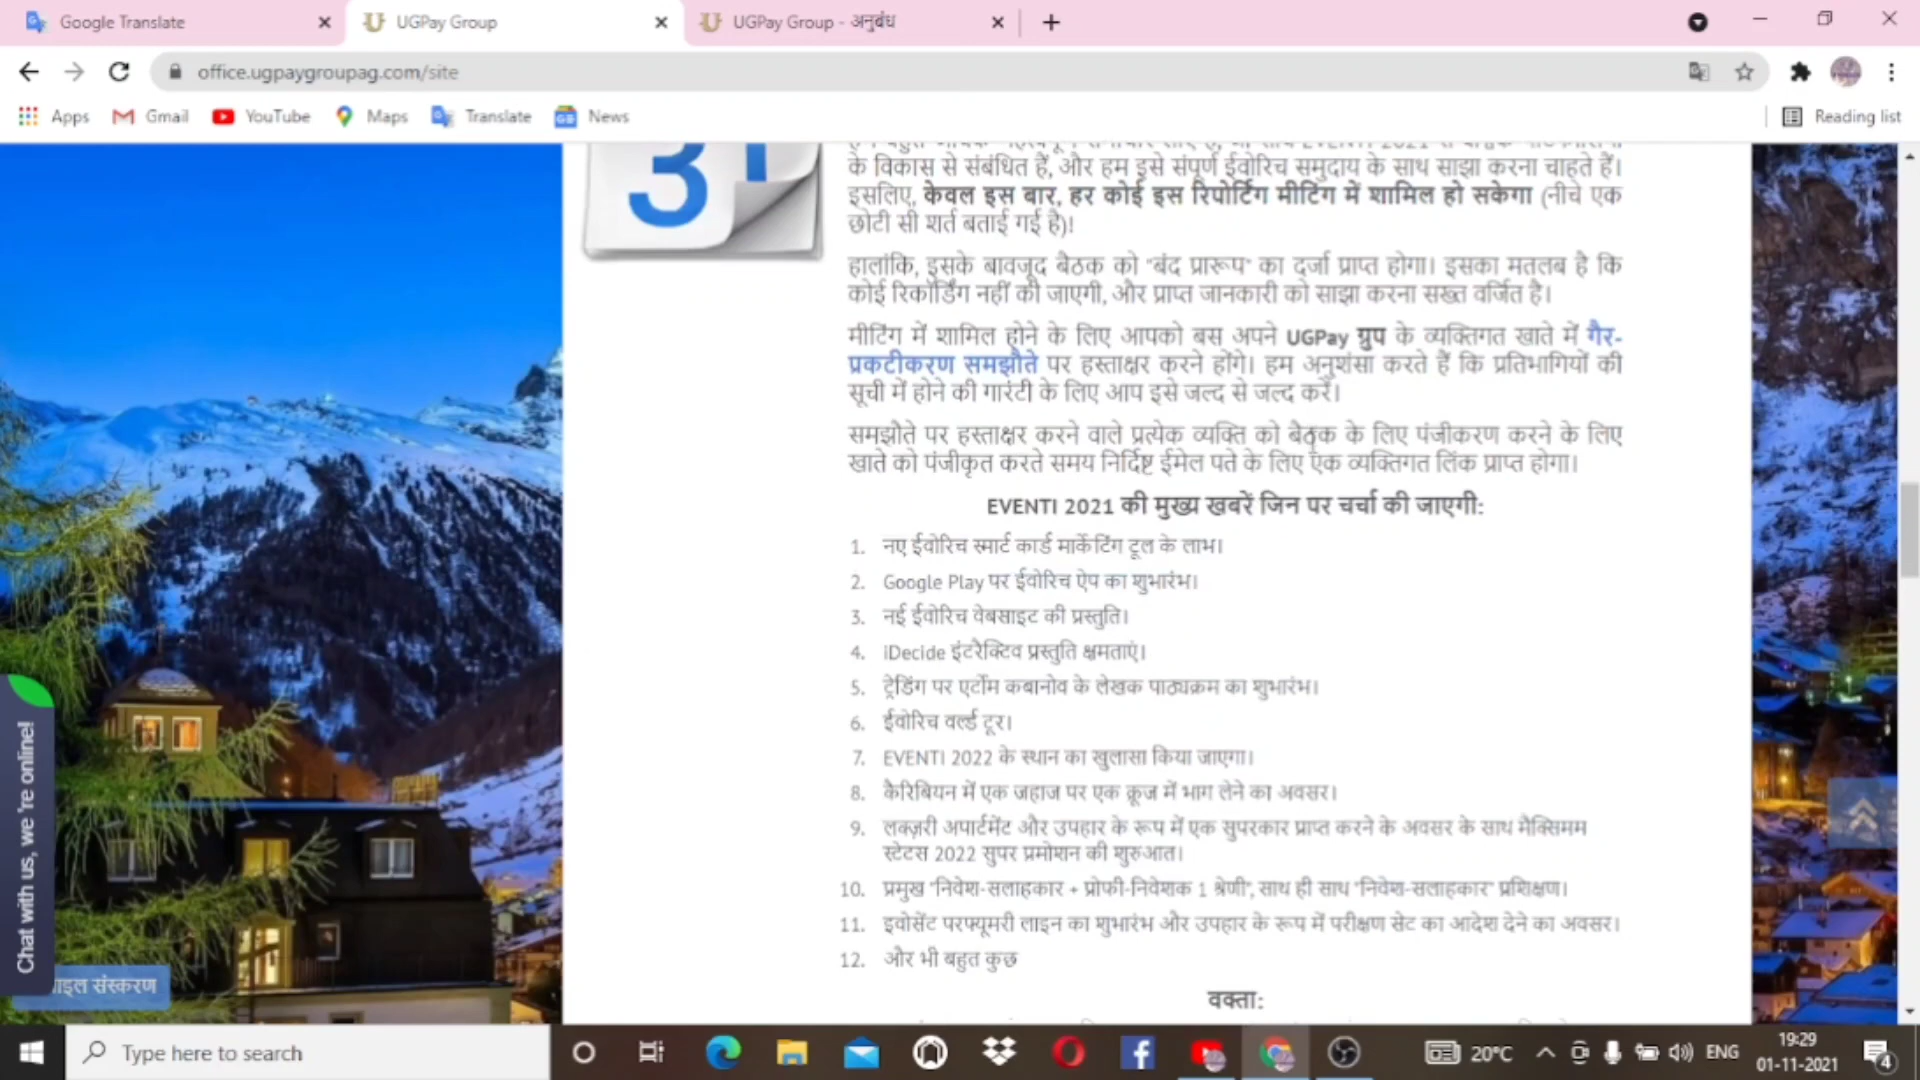 Google Translate
UGPay Group
UGPay Group - अनुबंध
office.ugpaygroupag.com/site
Apps
Gmail
YouTube
Maps
Translate
News
Reading list
31
के विकास से संबंधित हैं, और हम इसे संपूर्ण ईवोरिच समुदाय के साथ साझा करना चाहते हैं।
इसलिए, केवल इस बार, हर कोई इस रिपोर्टिंग मीटिंग में शामिल हो सकेगा (नीचे एक
छोटी सी शर्त बताई गई है)!
हालांकि, इसके बावजूद बैठक को "बंद प्रारूप" का दर्जा प्राप्त होगा। इसका मतलब है कि
कोई रिकॉर्डिंग नहीं की जाएगी, और प्राप्त जानकारी को साझा करना सख्त वर्जित है।
मीटिंग में शामिल होने के लिए आपको बस अपने UGPay ग्रुप के व्यक्तिगत खाते में गैर-
प्रकटीकरण समझौते पर हस्ताक्षर करने होंगे। हम अनुशंसा करते हैं कि प्रतिभागियों की
सूची में होने की गारंटी के लिए आप इसे जल्द से जल्द करें।
समझौते पर हस्ताक्षर करने वाले प्रत्येक व्यक्ति को बैठक के लिए पंजीकरण करने के लिए
खाते को पंजीकृत करते समय निर्दिष्ट ईमेल पते के लिए एक व्यक्तिगत लिंक प्राप्त होगा।
EVENTI 2021 की मुख्य खबरें जिन पर चर्चा की जाएगी:
1. नए ईवोरिच स्मार्ट कार्ड मार्केटिंग टूल के लाभ।
2. Google Play पर ईवोरिच ऐप का शुभारंभ।
3. नई ईवोरिच वेबसाइट की प्रस्तुति।
4. iDecide इंटरैक्टिव प्रस्तुति क्षमताएं।
5. ट्रेडिंग पर एर्टोम कबानोव के लेखक पाठ्यक्रम का शुभारंभ।
6. ईवोरिच वर्ल्ड टूर।
7. EVENTI 2022 के स्थान का खुलासा किया जाएगा।
8. कैरिबियन में एक जहाज पर एक क्रूज में भाग लेने का अवसर।
9. लक्ज़री अपार्टमेंट और उपहार के रूप में एक सुपरकार प्राप्त करने के अवसर के साथ मैक्सिमम
स्टेटस 2022 सुपर प्रमोशन की शुरुआत।
10. प्रमुख "निवेश-सलाहकार + प्रोफी-निवेशक 1 श्रेणी", साथ ही साथ "निवेश-सलाहकार" प्रशिक्षण।
11. इवोसेंट परफ्यूमरी लाइन का शुभारंभ और उपहार के रूप में परीक्षण सेट का आदेश देने का अवसर।
12. और भी बहुत कुछ
वक्ता:
Chat with us, we 're online!
संस्करण
Type here to search
20°C
ENG
19:29
01-11-2021
4